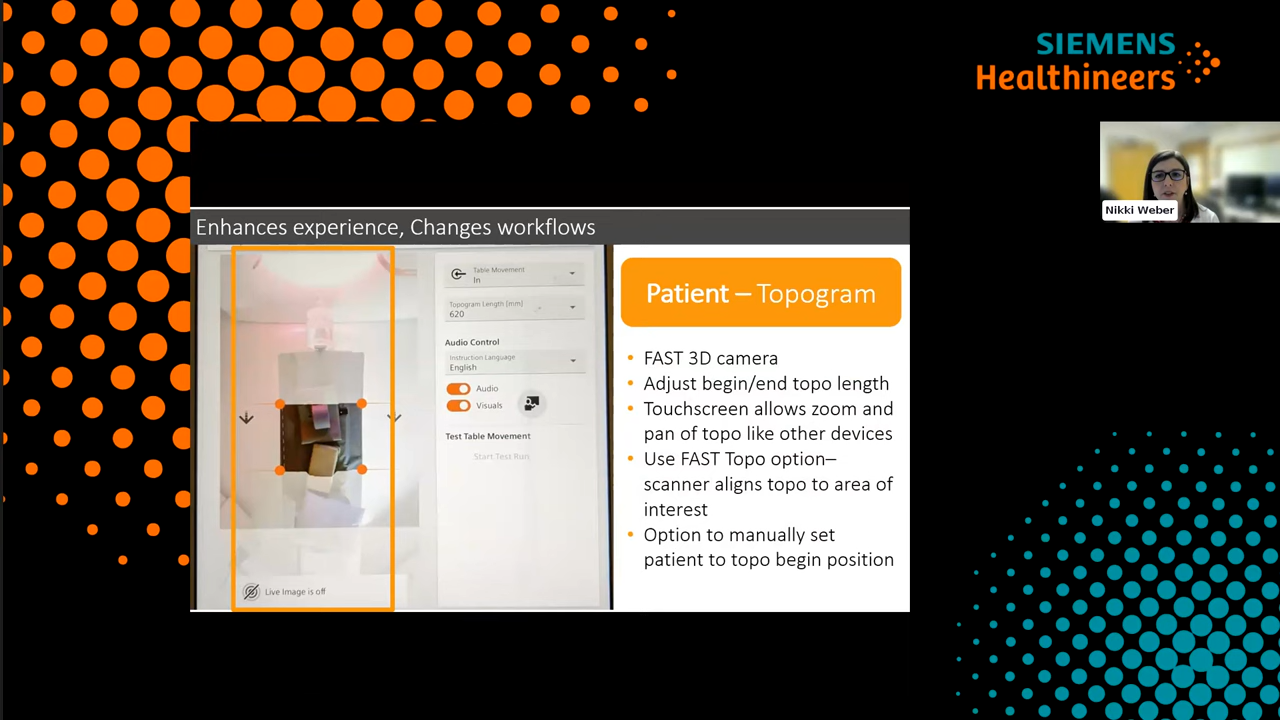 SIEMENS
Healthineers
Nikki Weber
Enhances experience, Changes workflows
Table Movement
In
Topogram Length [mm]
620
Audio Control
Instruction Language
English
Audio
Visuals
Test Table Movement
Start Test Run
Live Image is off
Patient – Topogram
• FAST 3D camera
• Adjust begin/end topo length
• Touchscreen allows zoom and
pan of topo like other devices
• Use FAST Topo option–
scanner aligns topo to area of
interest
• Option to manually set
patient to topo begin position